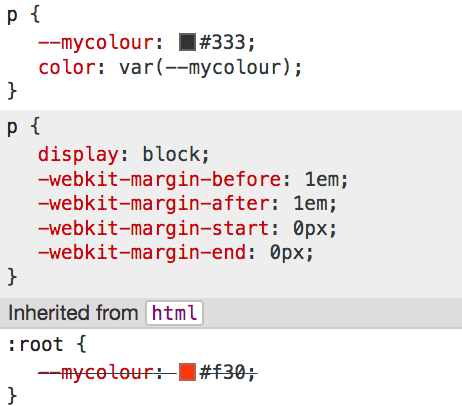 p {
--mycolour: #333;
color: var(--mycolour);
}
p {
display: block;
-webkit-margin-before: 1em;
-webkit-margin-after: 1em;
-webkit-margin-start: 0px;
-webkit-margin-end: 0px;
}
Inherited from html
:root {
--mycolour: #f30;
}